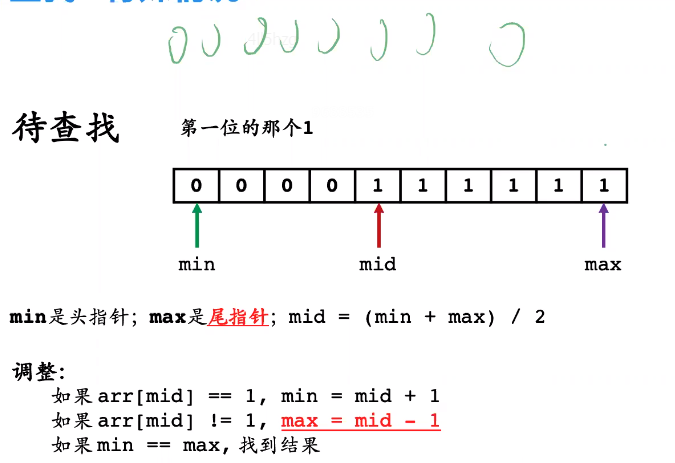 待查找
第一位的那个1
0 0 0 0 1 1 1 1 1 1
min mid max
min是头指针; max是尾指针; mid = (min + max) / 2
调整:
如果arr[mid] == 1, min = mid + 1
如果arr[mid] != 1, max = mid - 1
如果min == max, 找到结果